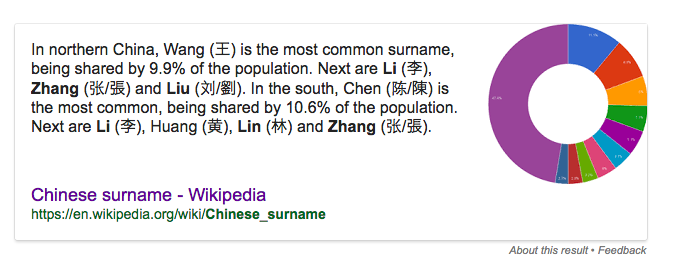 In northern China, Wang (王) is the most common surname,
being shared by 9.9% of the population. Next are Li (李),
Zhang (张/張) and Liu (刘/劉). In the south, Chen (陈/陳) is
the most common, being shared by 10.6% of the population.
Next are Li (李), Huang (黄), Lin (林) and Zhang (张/張).
Chinese surname - Wikipedia
https://en.wikipedia.org/wiki/Chinese_surname
About this result • Feedback